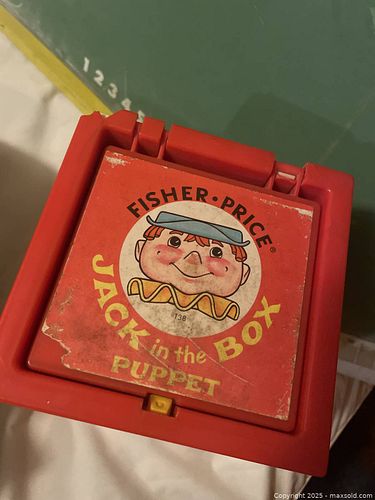 1 2 3 4
FISHER·PRICE®
138
JACK in the BOX
PUPPET
Copyright 2025 - maxsold.com